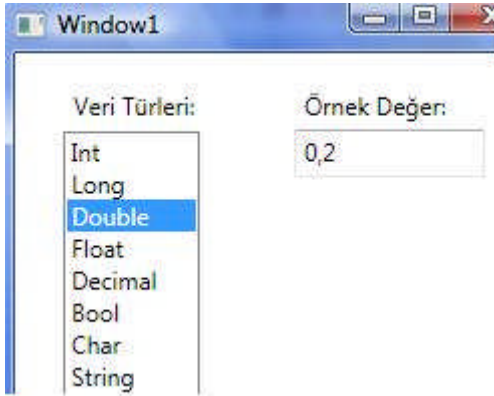 Window1
Veri Türleri:
Örnek Değer:
0,2
Int
Long
Double
Float
Decimal
Bool
Char
String